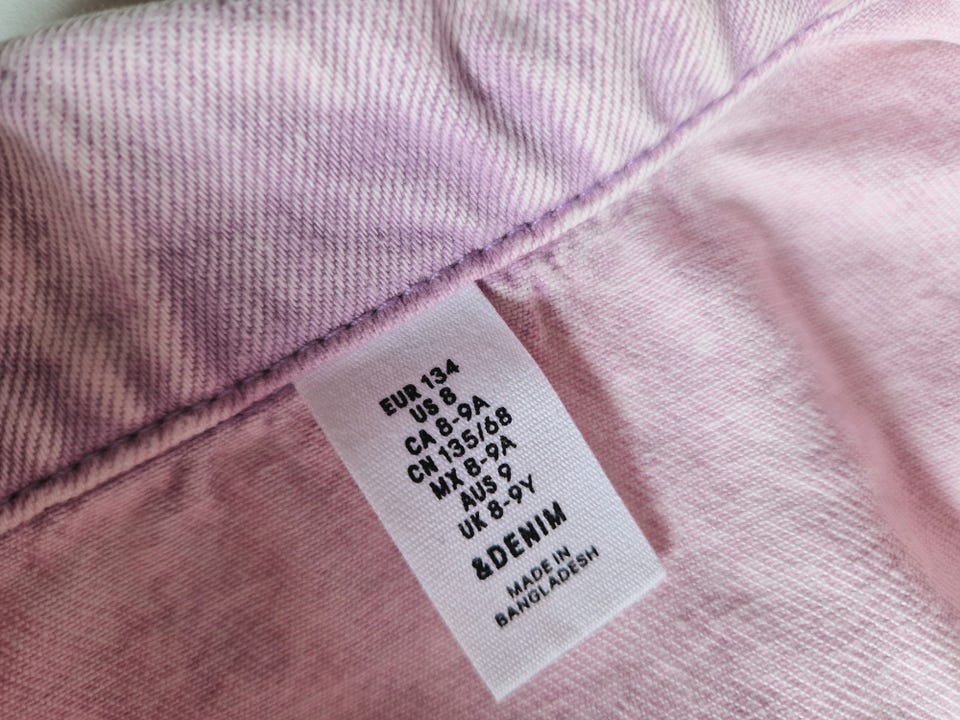 EUR 134
US 8
CA 8-9A
CN 135/68
MX 8-9A
AUS 9
UK 8-9Y
&DENIM
MADE IN
BANGLADESH